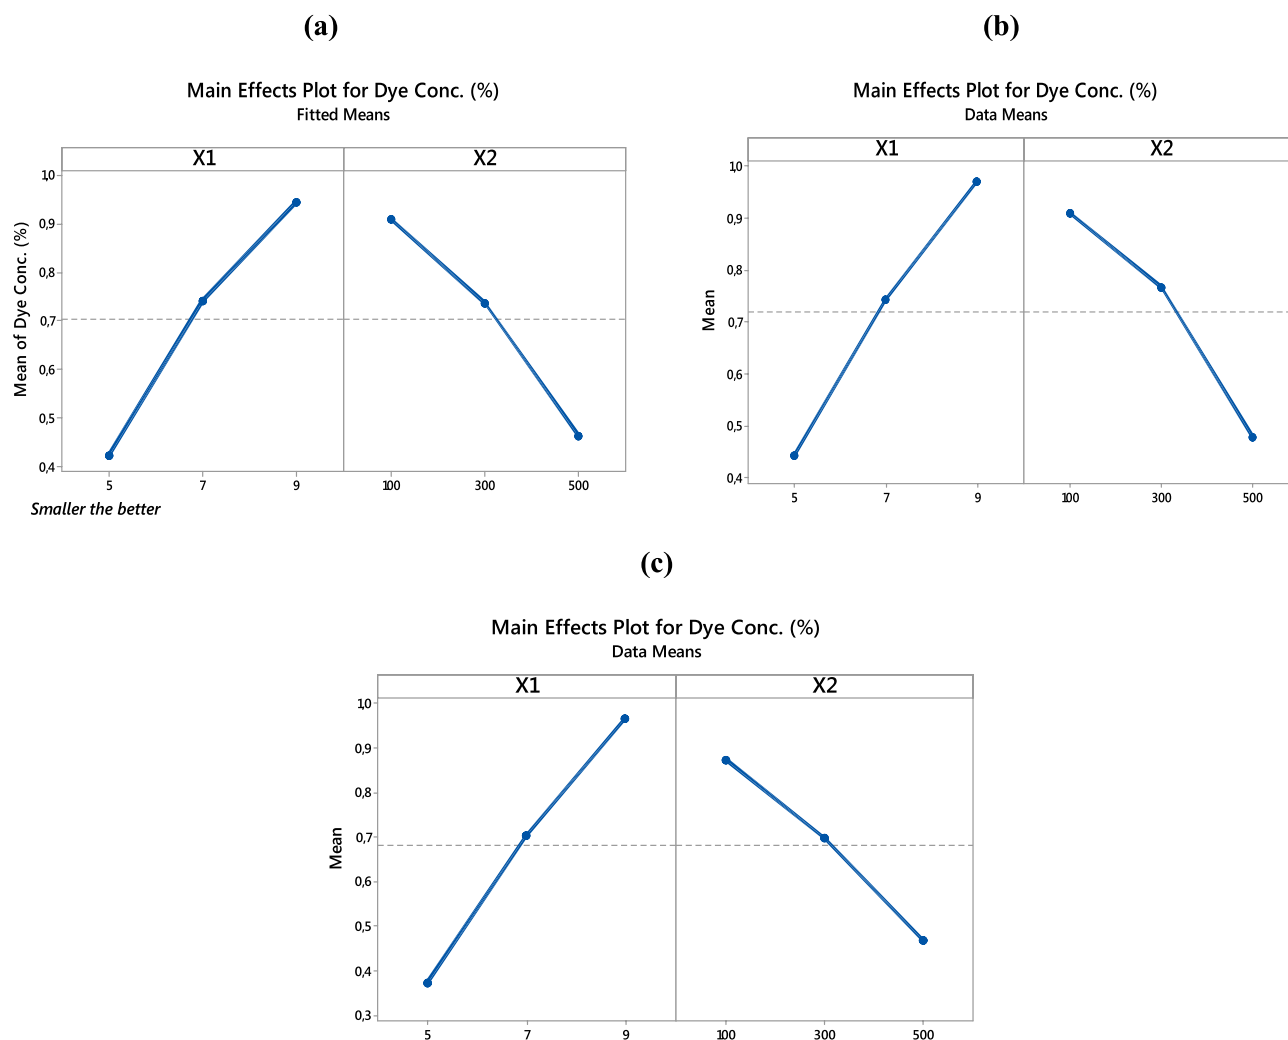 (a)
Main Effects Plot for Dye Conc. (%)
Fitted Means
X1 X2
Mean of Dye Conc. (%)
1,0
0,9
0,8
0,7
0,6
0,5
0,4
5 7 9 100 300 500
Smaller the better
(b)
Main Effects Plot for Dye Conc. (%)
Data Means
X1 X2
Mean
1,0
0,9
0,8
0,7
0,6
0,5
0,4
5 7 9 100 300 500
(c)
Main Effects Plot for Dye Conc. (%)
Data Means
X1 X2
Mean
1,0
0,9
0,8
0,7
0,6
0,5
0,4
0,3
5 7 9 100 300 500